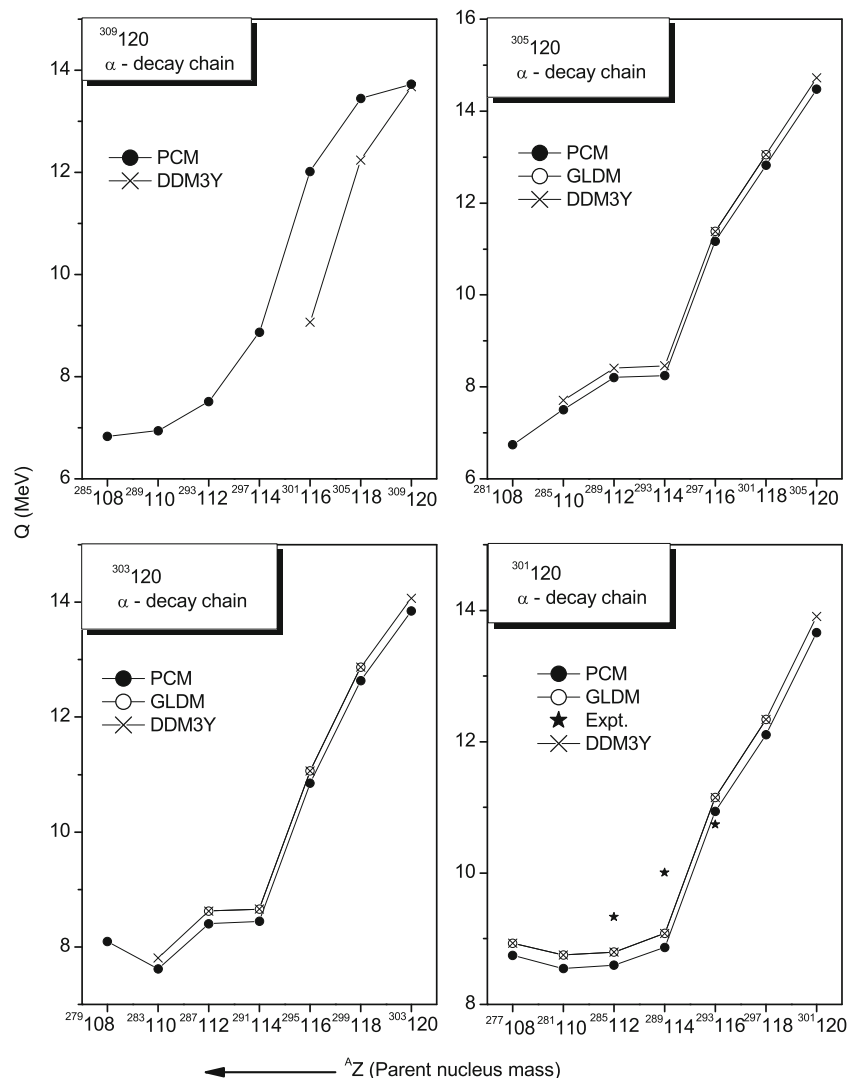 ³⁰⁹120
α - decay chain
PCM
DDM3Y
14
12
10
8
6
²⁸⁵108 ²⁸⁹110 ²⁹³112 ²⁹⁷114 ³⁰¹116 ³⁰⁵118 ³⁰⁹120
³⁰⁵120
α - decay chain
PCM
GLDM
DDM3Y
16
14
12
10
8
6
²⁸¹108 ²⁸⁵110 ²⁸⁹112 ²⁹³114 ²⁹⁷116 ³⁰¹118 ³⁰⁵120
Q (MeV)
³⁰³120
α - decay chain
PCM
GLDM
DDM3Y
14
12
10
8
²⁷⁹108 ²⁸³110 ²⁸⁷112 ²⁹¹114 ²⁹⁵116 ²⁹⁹118 ³⁰³120
³⁰¹120
α - decay chain
PCM
GLDM
Expt.
DDM3Y
14
12
10
8
²⁷⁷108 ²⁸¹110 ²⁸⁵112 ²⁸⁹114 ²⁹³116 ²⁹⁷118 ³⁰¹120
ᴬZ (Parent nucleus mass)